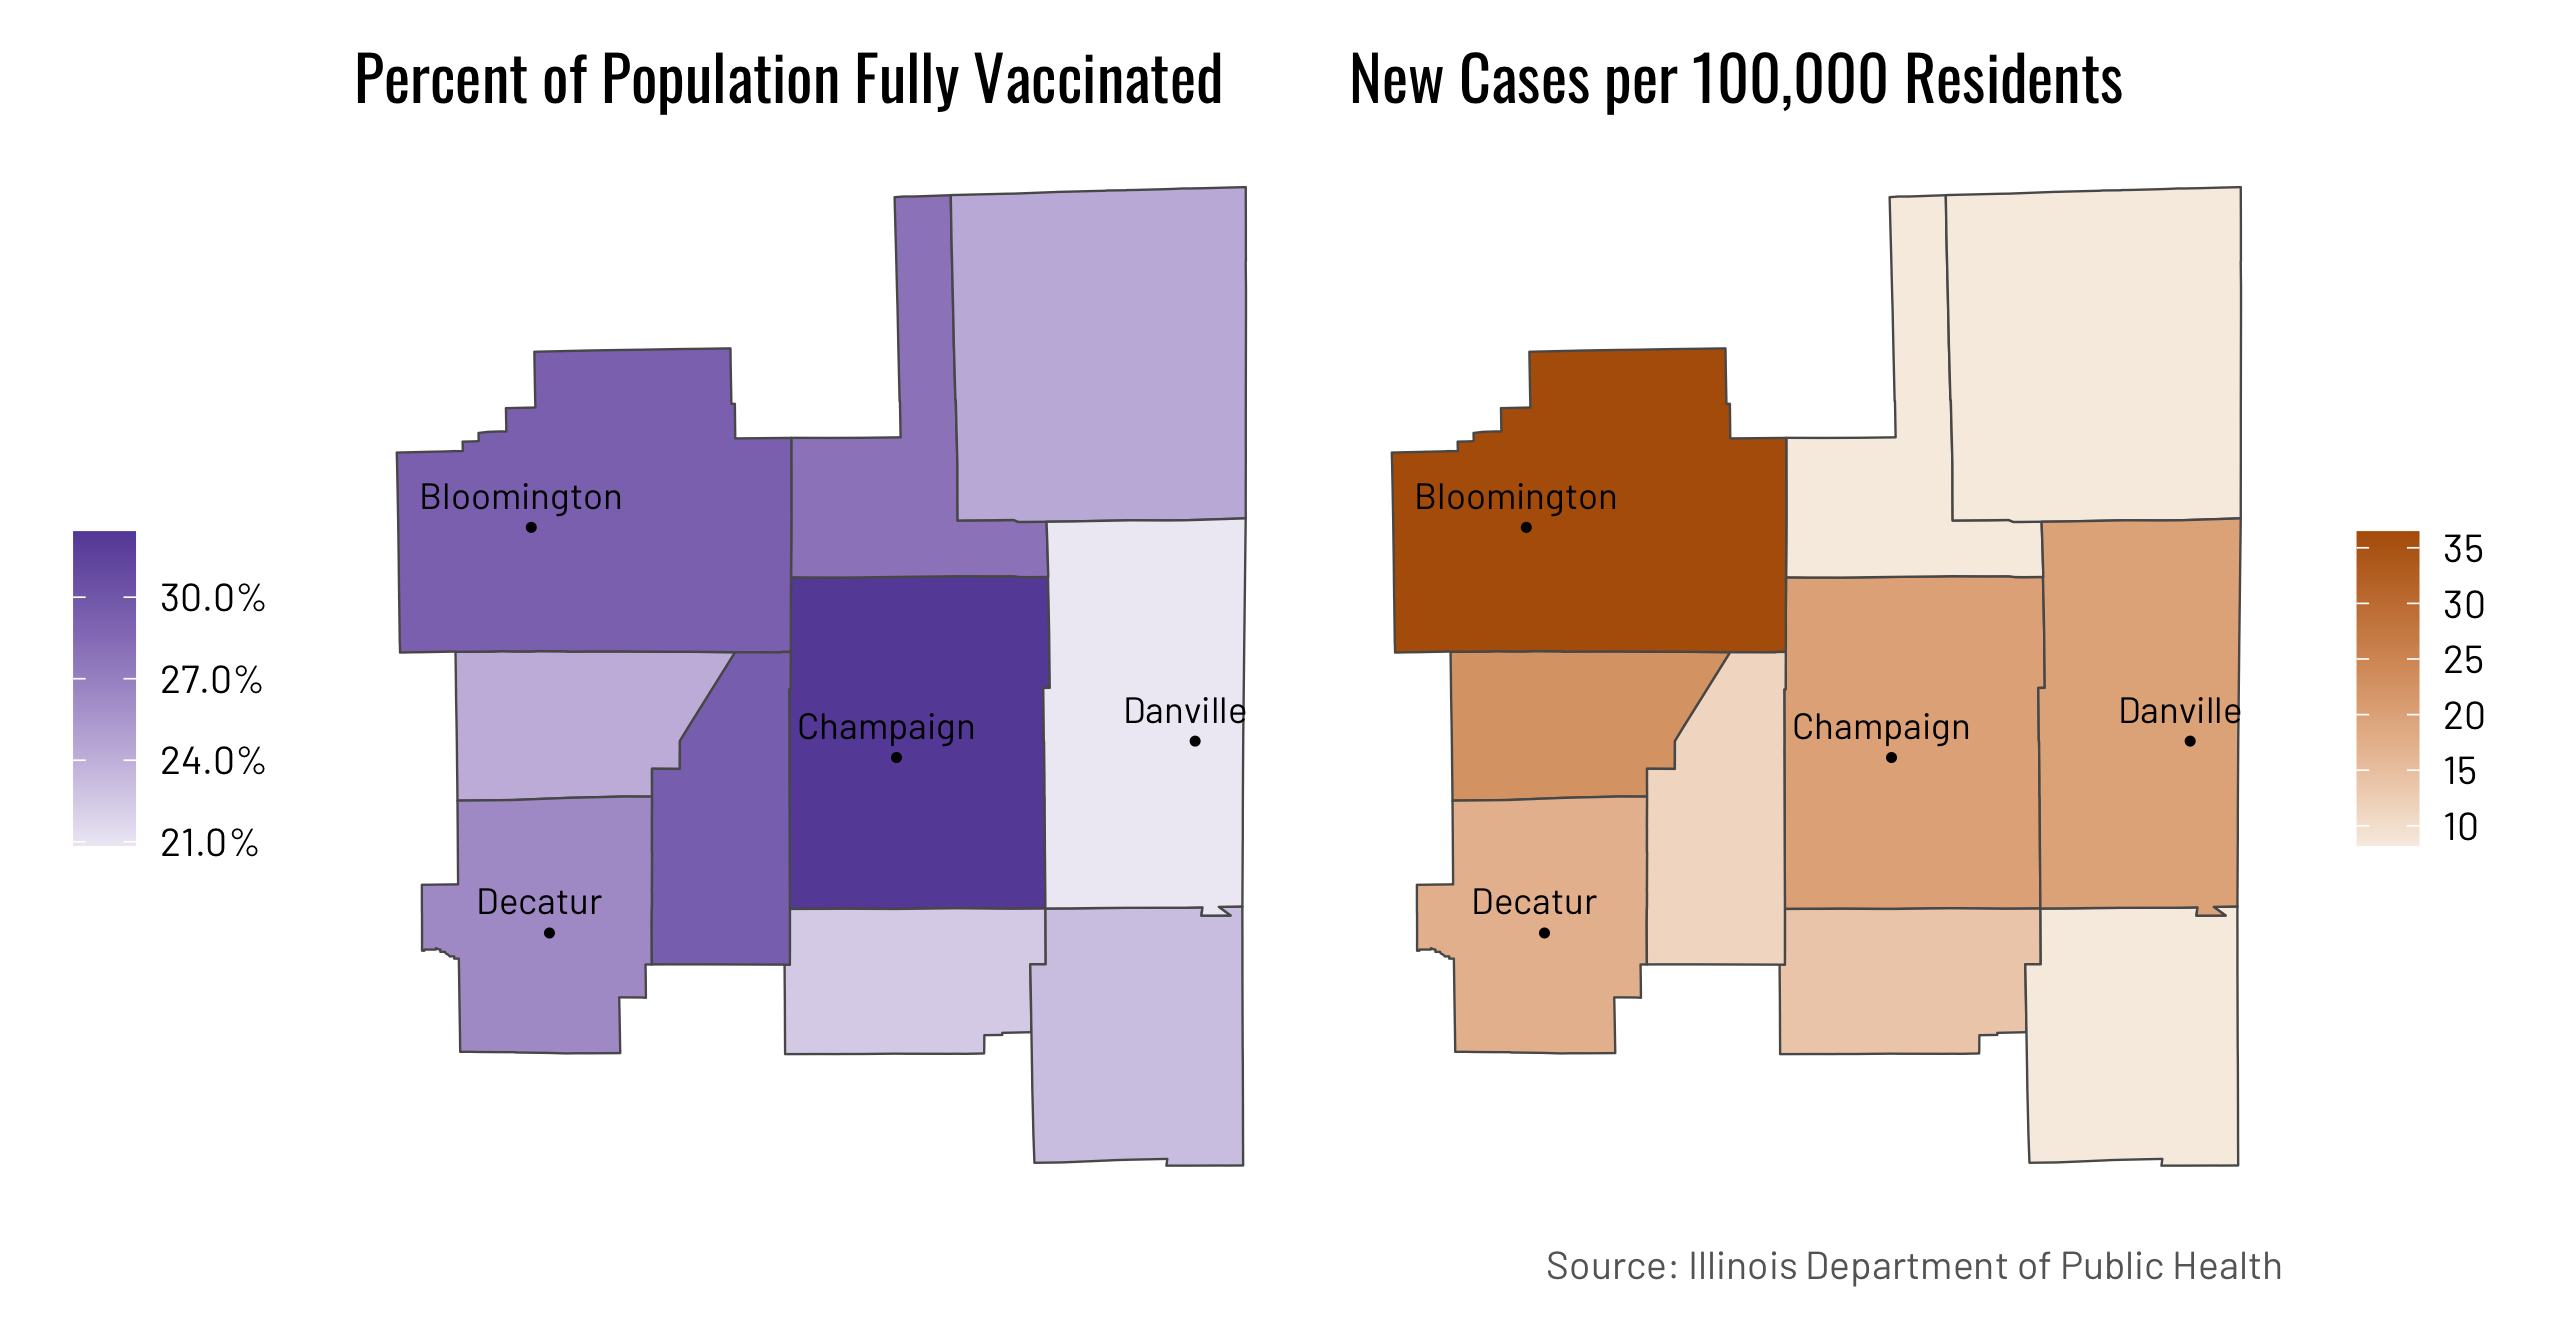 Percent of Population Fully Vaccinated
New Cases per 100,000 Residents
Bloomington
Champaign
Danville
Decatur
30.0%
27.0%
24.0%
21.0%
Bloomington
Champaign
Danville
Decatur
35
30
25
20
15
10
Source: Illinois Department of Public Health